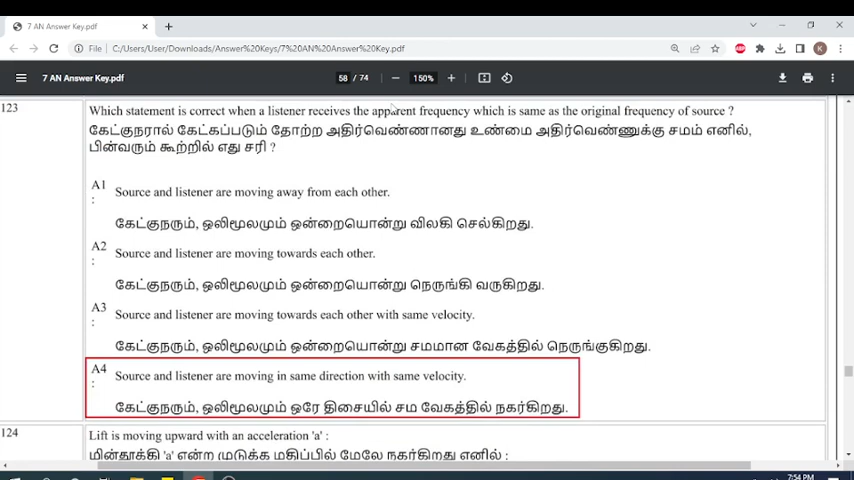 7 AN Answer Key.pdf
File C:/Users/User/Downloads/Answer%20Keys/7%20AN%20Answer%20Key.pdf
ABP
K
7 AN Answer Key.pdf
58 / 74
150%
123
Which statement is correct when a listener receives the apparent frequency which is same as the original frequency of source ?
கேட்குநரால் கேட்கப்படும் தோற்ற அதிர்வெண்ணானது உண்மை அதிர்வெண்ணுக்கு சமம் எனில்,
பின்வரும் கூற்றில் எது சரி ?
A1
:
Source and listener are moving away from each other.
கேட்குநரும், ஒலிமூலமும் ஒன்றையொன்று விலகி செல்கிறது.
A2
:
Source and listener are moving towards each other.
கேட்குநரும், ஒலிமூலமும் ஒன்றையொன்று நெருங்கி வருகிறது.
A3
:
Source and listener are moving towards each other with same velocity.
கேட்குநரும், ஒலிமூலமும் ஒன்றையொன்று சமமான வேகத்தில் நெருங்குகிறது.
A4
:
Source and listener are moving in same direction with same velocity.
கேட்குநரும், ஒலிமூலமும் ஒரே திசையில் சம வேகத்தில் நகர்கிறது.
124
Lift is moving upward with an acceleration 'a' :
மின்தூக்கி 'a' என்ற முடுக்க மதிப்பில் மேலே நகர்கிறது எனில் :
7:54 PM